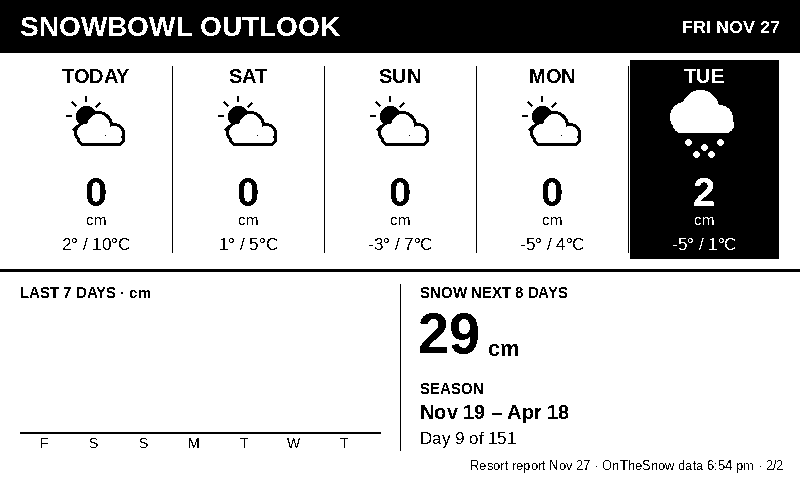 SNOWBOWL OUTLOOK
FRI NOV 27
TODAY
0
cm
2° / 10°C
SAT
0
cm
1° / 5°C
SUN
0
cm
-3° / 7°C
MON
0
cm
-5° / 4°C
TUE
2
cm
-5° / 1°C
LAST 7 DAYS · cm
F S S M T W T
SNOW NEXT 8 DAYS
29 cm
SEASON
Nov 19 – Apr 18
Day 9 of 151
Resort report Nov 27 · OnTheSnow data 6:54 pm · 2/2